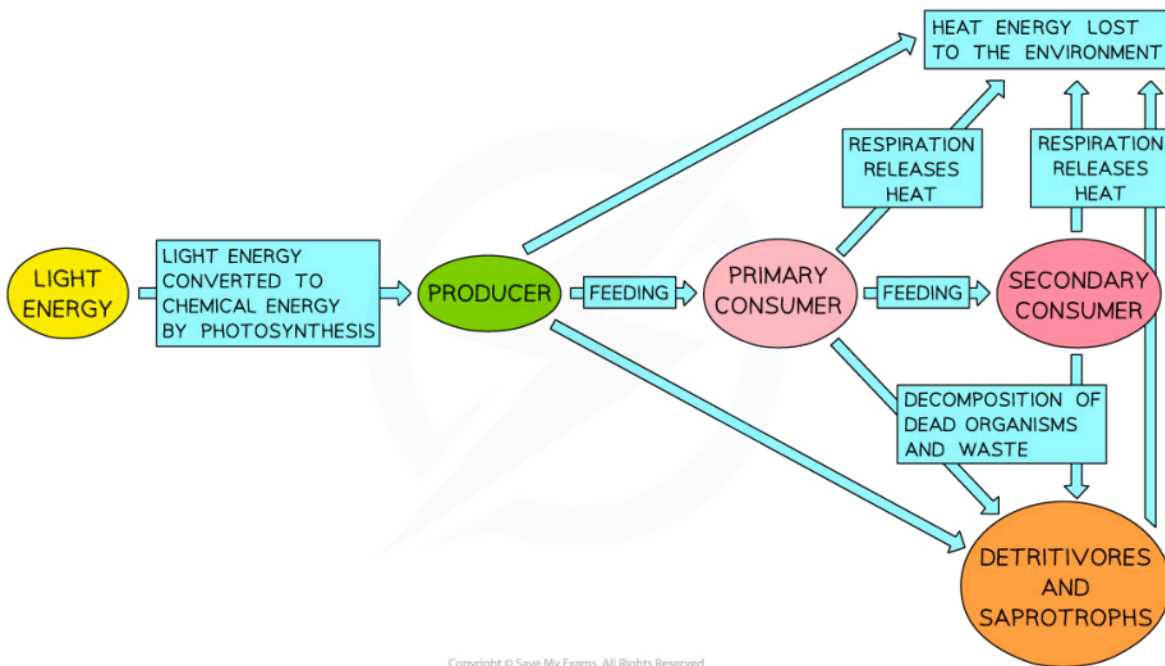 HEAT ENERGY LOST
TO THE ENVIRONMENT
RESPIRATION
RELEASES
HEAT
RESPIRATION
RELEASES
HEAT
LIGHT
ENERGY
LIGHT ENERGY
CONVERTED TO
CHEMICAL ENERGY
BY PHOTOSYNTHESIS
PRODUCER
FEEDING
PRIMARY
CONSUMER
FEEDING
SECONDARY
CONSUMER
DECOMPOSITION OF
DEAD ORGANISMS
AND WASTE
DETRITIVORES
AND
SAPROTROPHS
Copyright © Save My Exams. All Rights Reserved